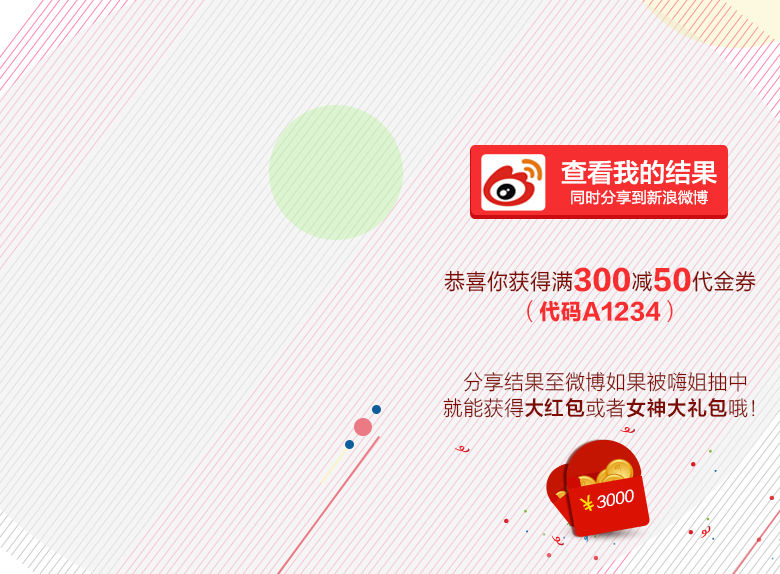 查看我的结果
同时分享到新浪微博
恭喜你获得满300减50代金券
（代码A1234）
分享结果至微博如果被嗨姐抽中
就能获得大红包或者女神大礼包哦！
¥3000